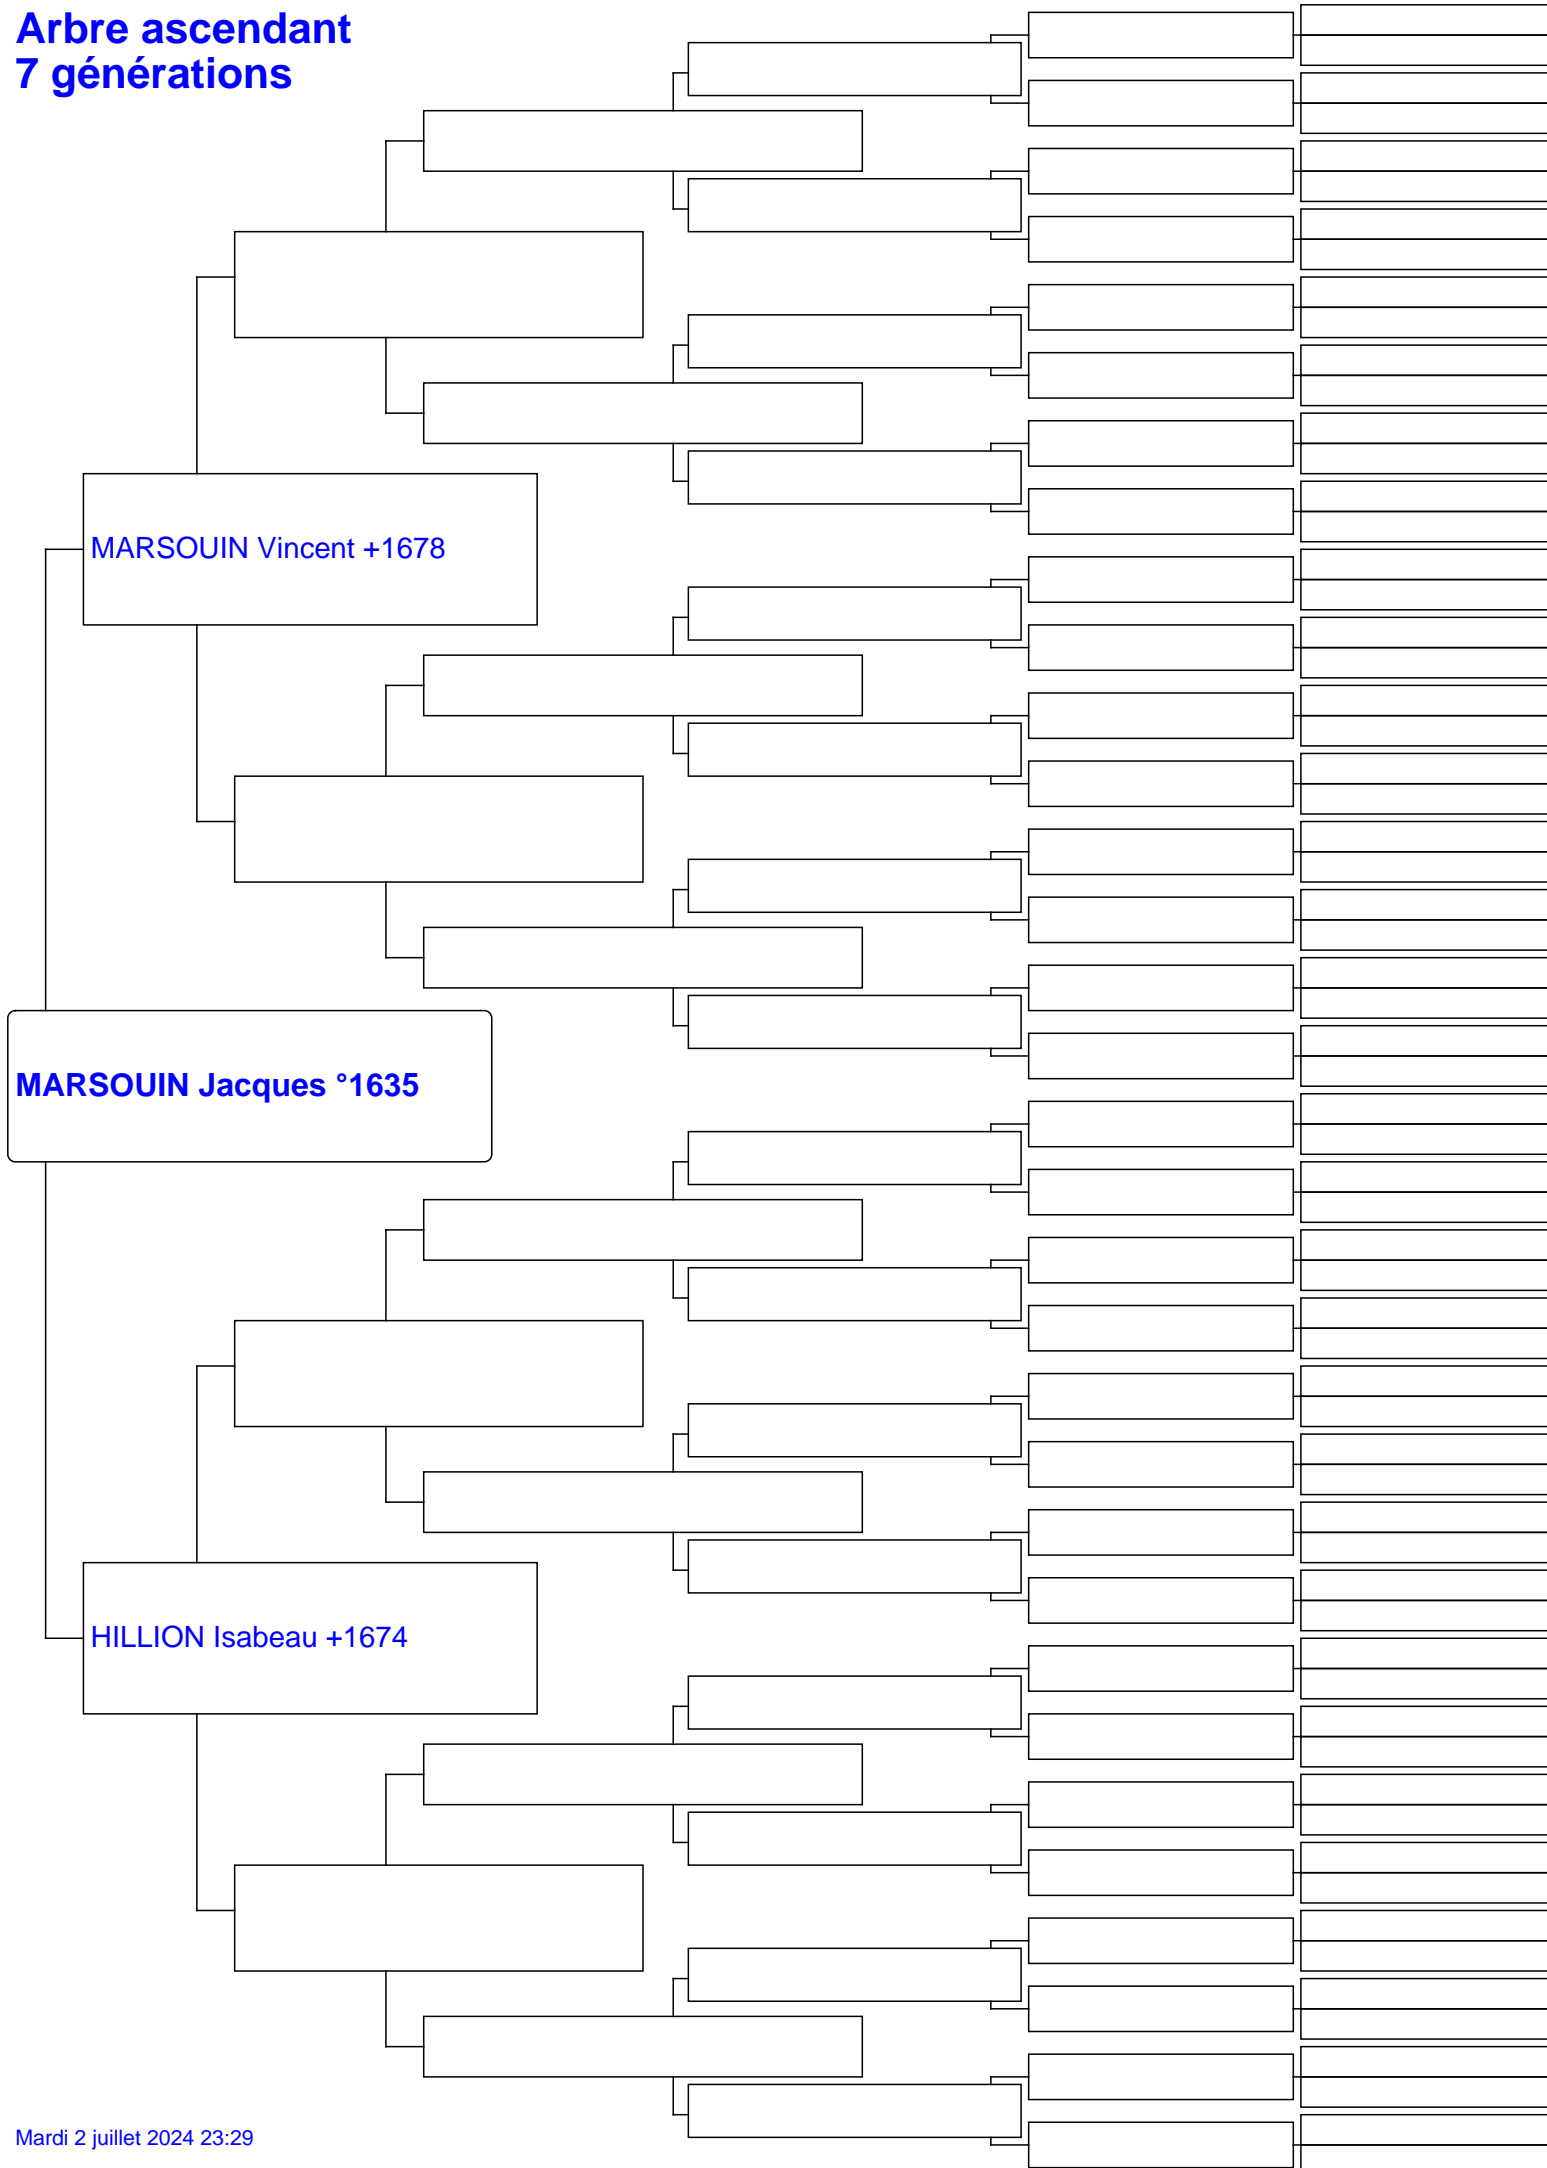 Arbre ascendant
7 générations
MARSOUIN Vincent +1678
MARSOUIN Jacques °1635
HILLION Isabeau +1674
Mardi 2 juillet 2024 23:29